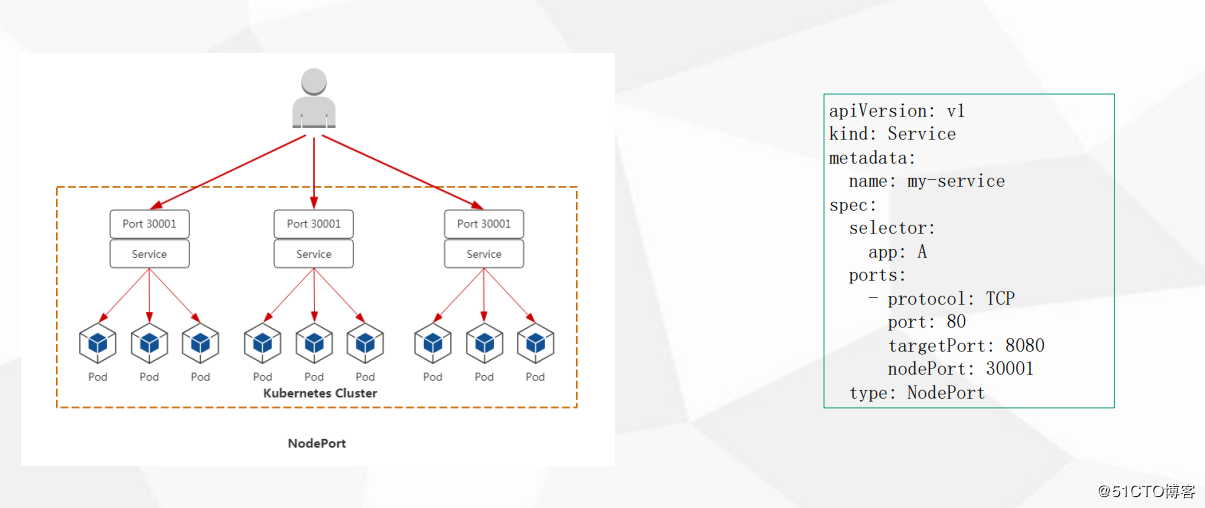 Port 30001
Port 30001
Port 30001
Service
Service
Service
Pod
Pod
Pod
Pod
Pod
Pod
Pod
Pod
Pod
Kubernetes Cluster
NodePort
apiVersion: v1
kind: Service
metadata:
  name: my-service
spec:
  selector:
    app: A
  ports:
    - protocol: TCP
      port: 80
      targetPort: 8080
      nodePort: 30001
  type: NodePort
@51CTO博客